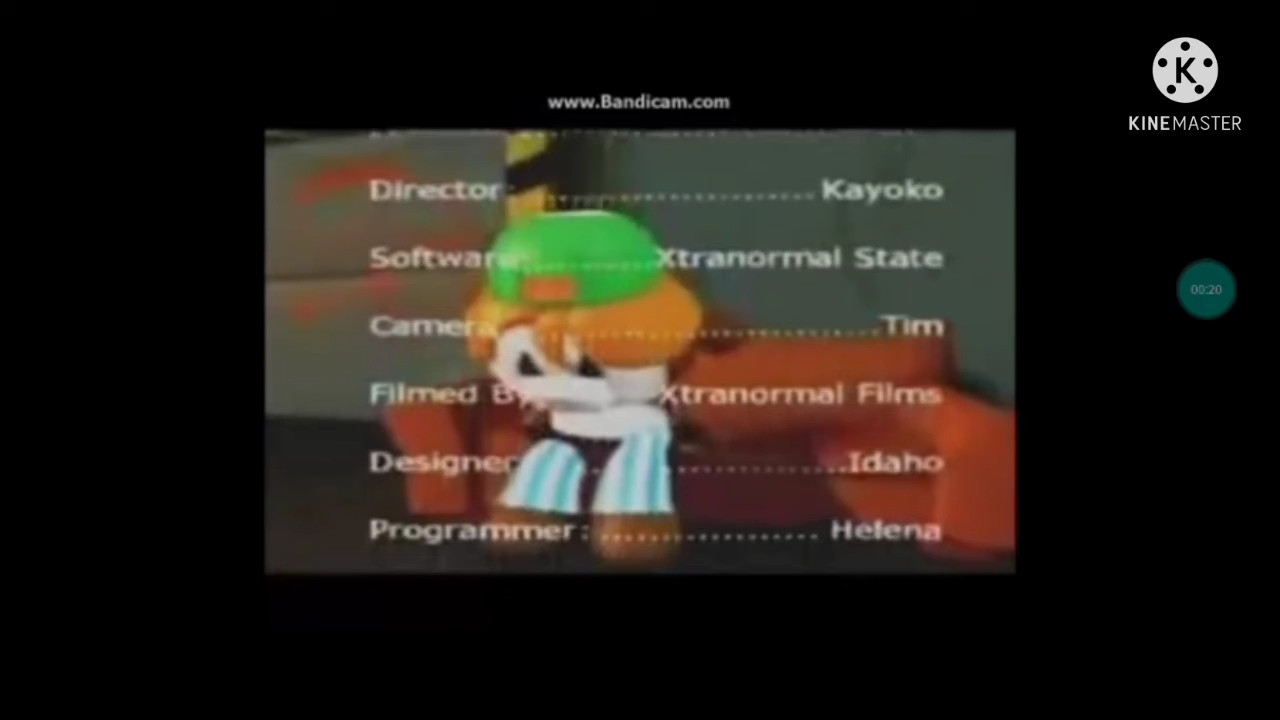 www.Bandicam.com
K
KINEMASTER
Director: Kayoko
Software: Xtranormal State
00:20
Camera Tim
Filmed By Xtranormal Films
Designer Idaho
Programmer: Helena